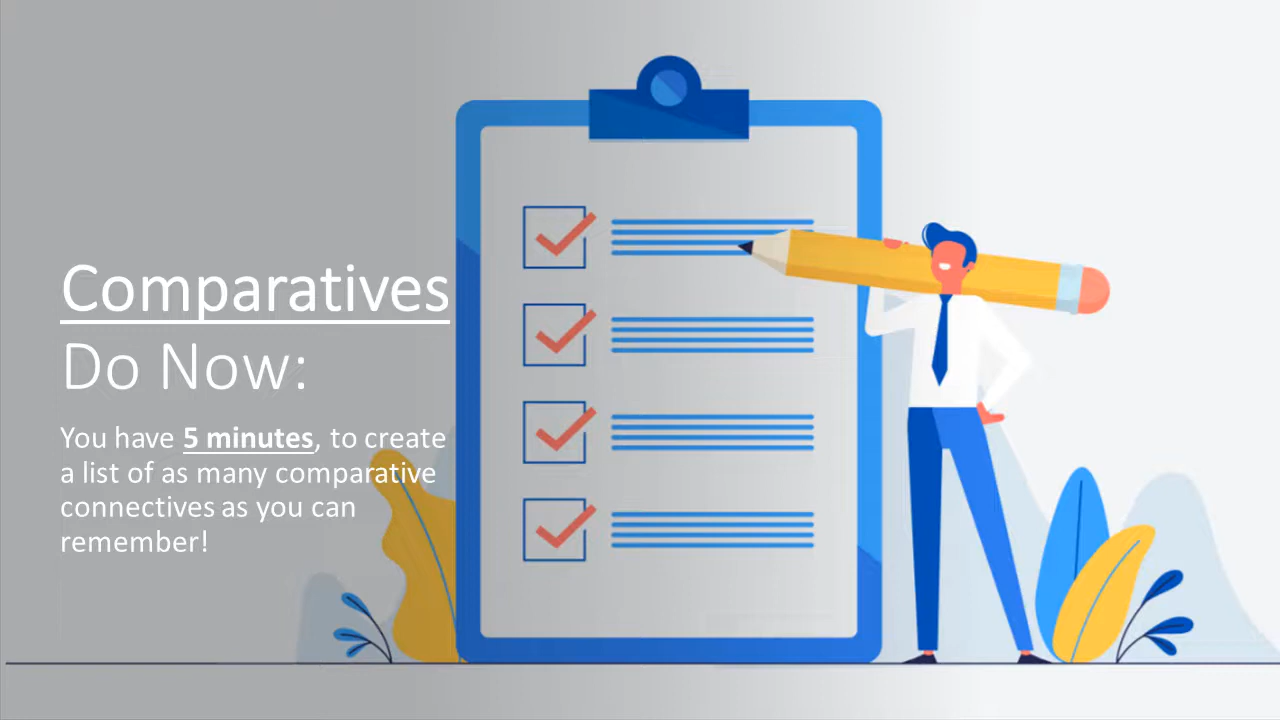 Comparatives
Do Now:
You have 5 minutes, to create
a list of as many comparative
connectives as you can
remember!